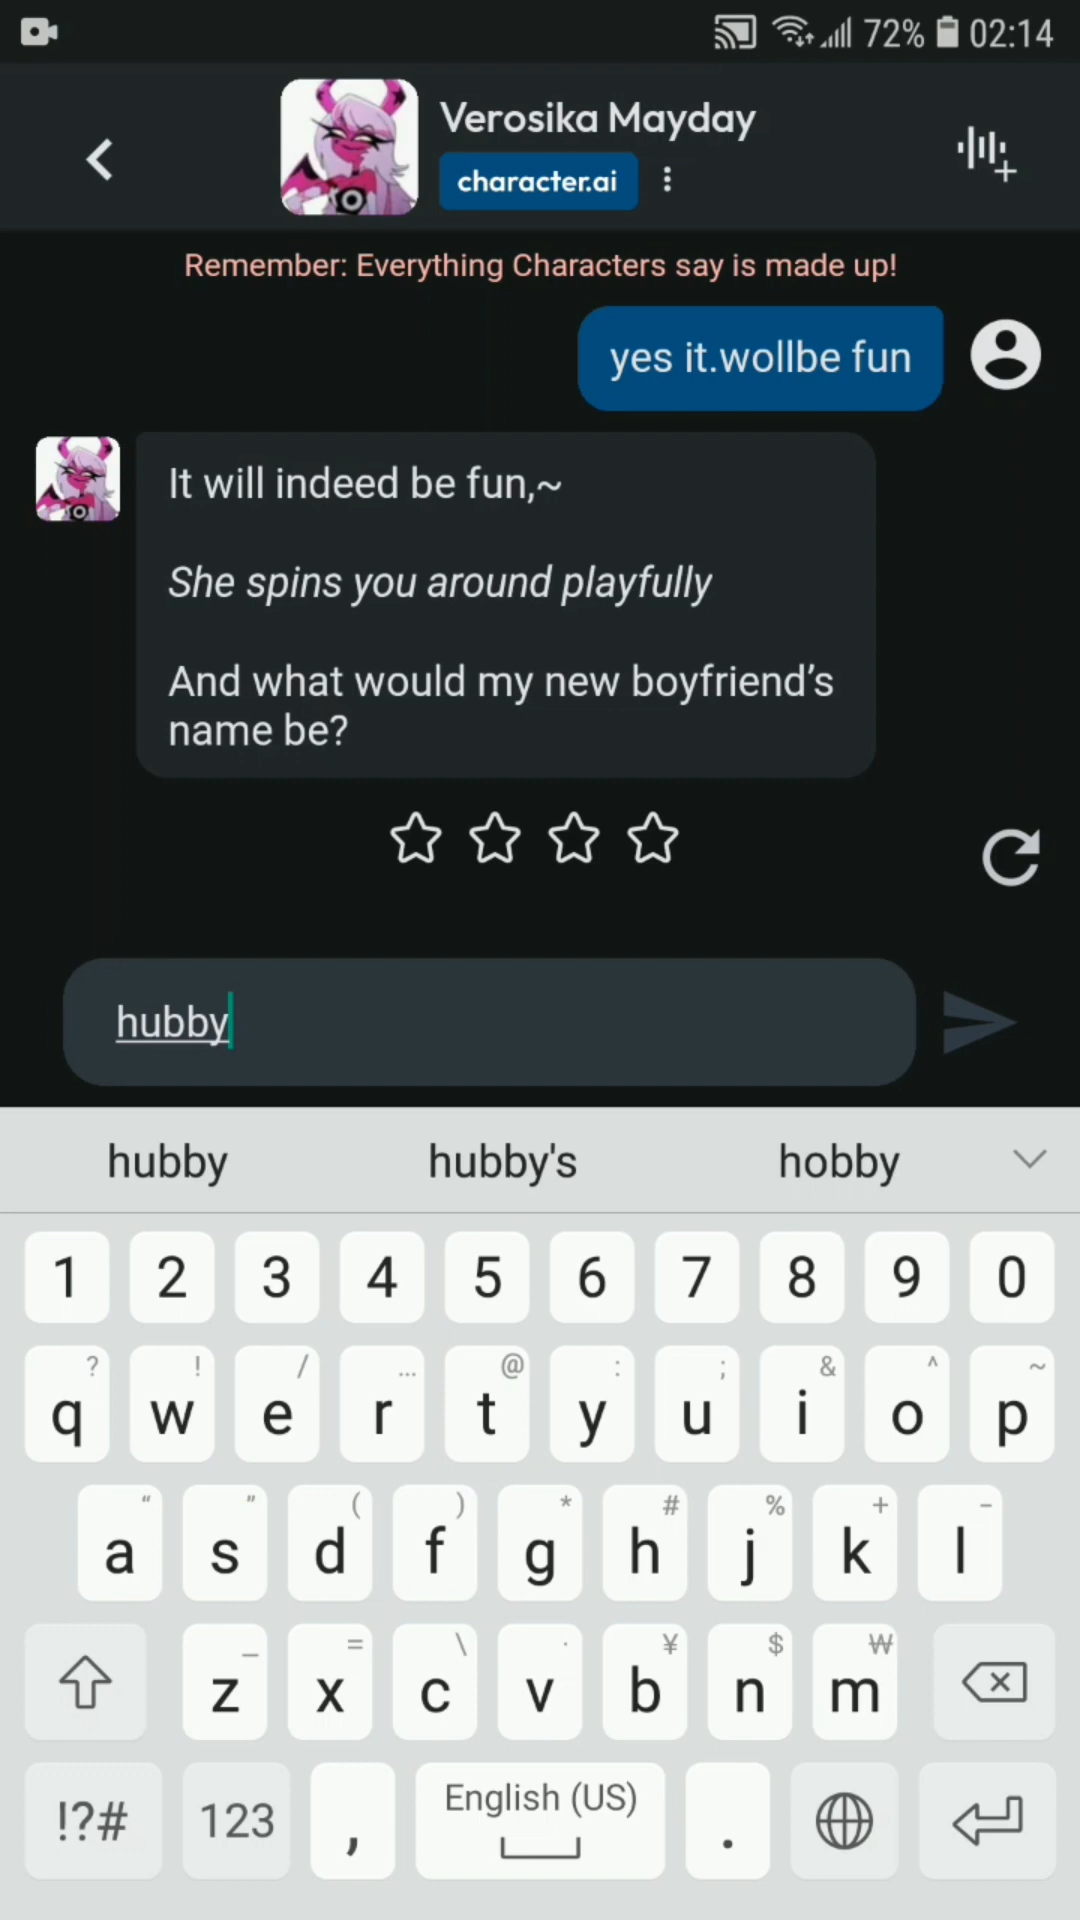 72% 02:14
Verosika Mayday
character.ai
Remember: Everything Characters say is made up!
yes it.wollbe fun
It will indeed be fun,~
She spins you around playfully
And what would my new boyfriend's
name be?
hubby
hubby hubby's hobby
1 2 3 4 5 6 7 8 9 0
? ! / ... @ : ; & ^ ~
q w e r t y u i o p
“ ” ( ) * # % + -
a s d f g h j k l
_ = \ · ¥ $ ₩
z x c v b n m
!?# 123 , English (US) .